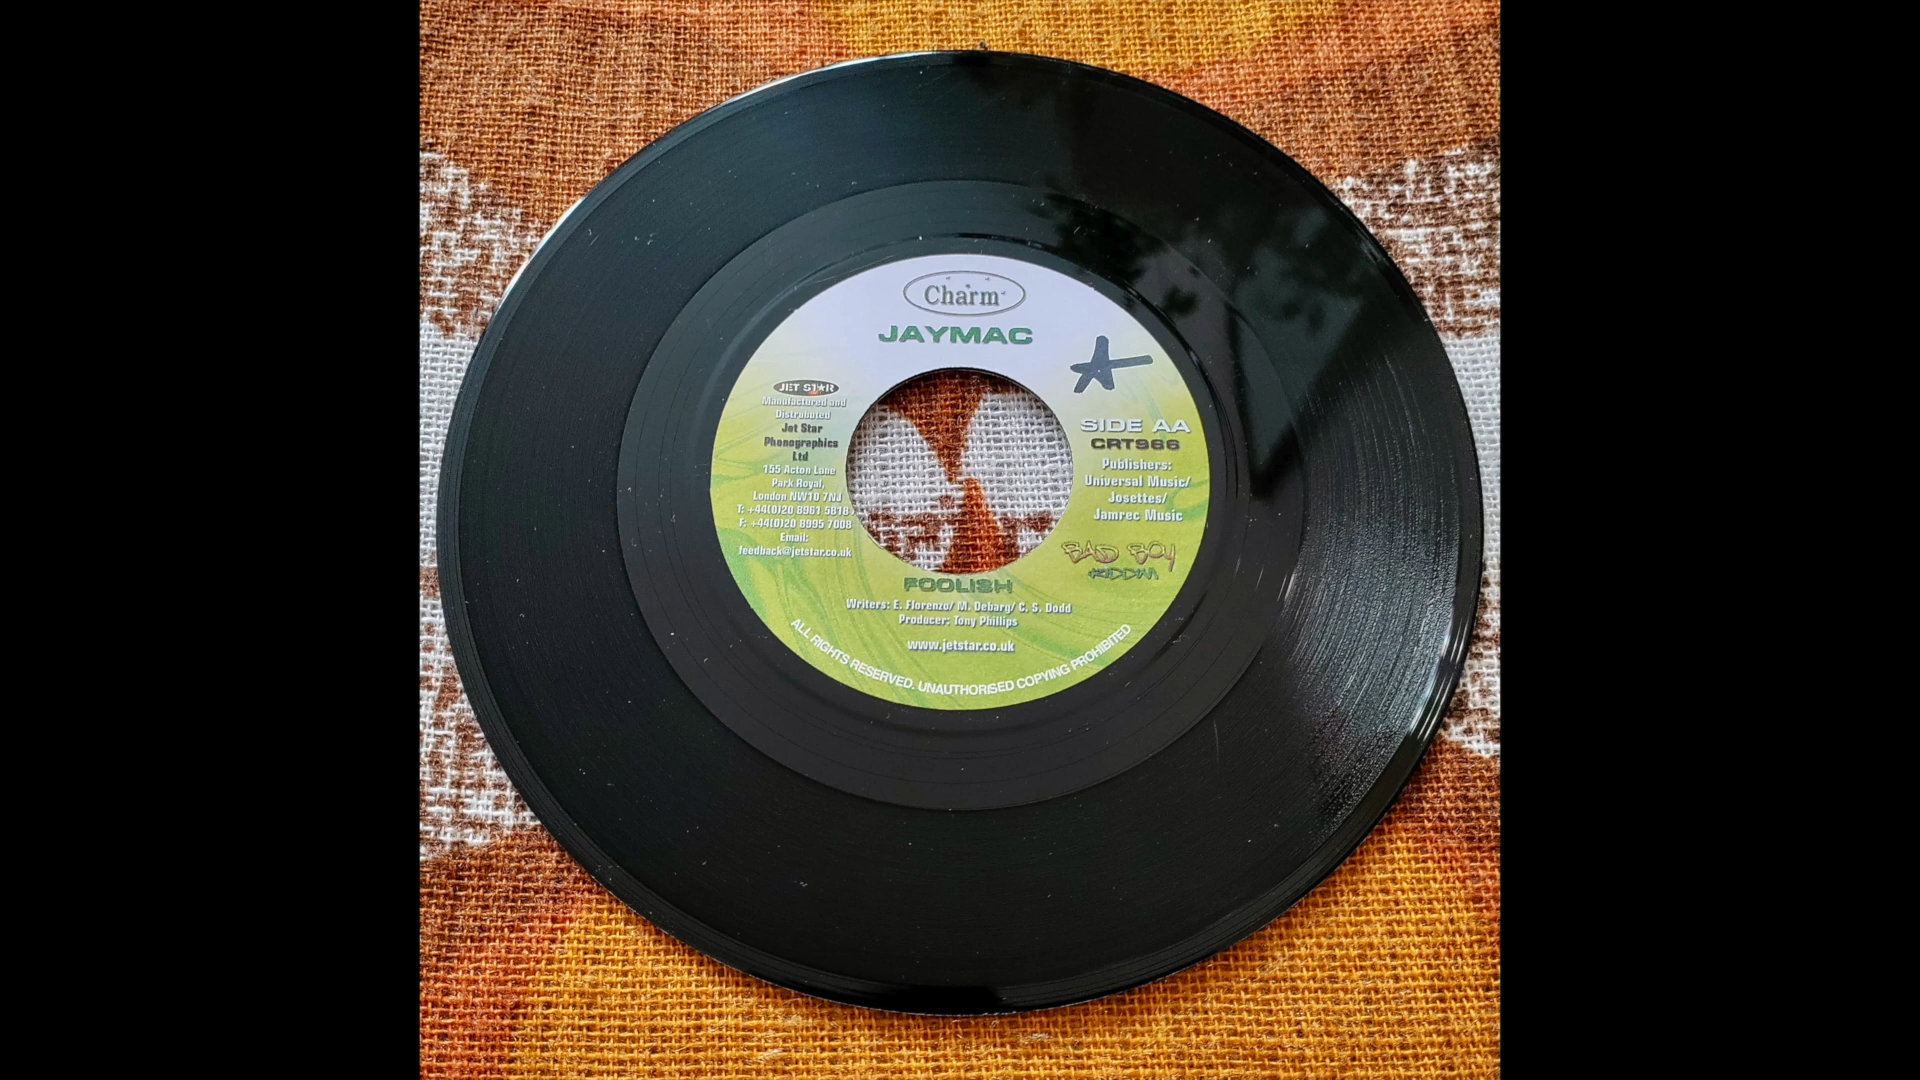 Charm
JAYMAC
JET STAR
Manufactured and
Distributed
Jet Star
Phonographics
Ltd
155 Acton Lane
Park Royal,
London NW10 7NJ
T: +44(0)20 8961 5818
F: +44(0)20 8995 7008
Email:
feedback@jetstar.co.uk
SIDE AA
CRT986
Publishers:
Universal Music/
Josettes/
Jamrec Music
BAD BOY
RIDDIM
FOOLISH
Writers: E. Florenzo/ M. Debarg/ C. S. Dodd
Producer: Tony Phillips
www.jetstar.co.uk
ALL RIGHTS RESERVED. UNAUTHORISED COPYING PROHIBITED